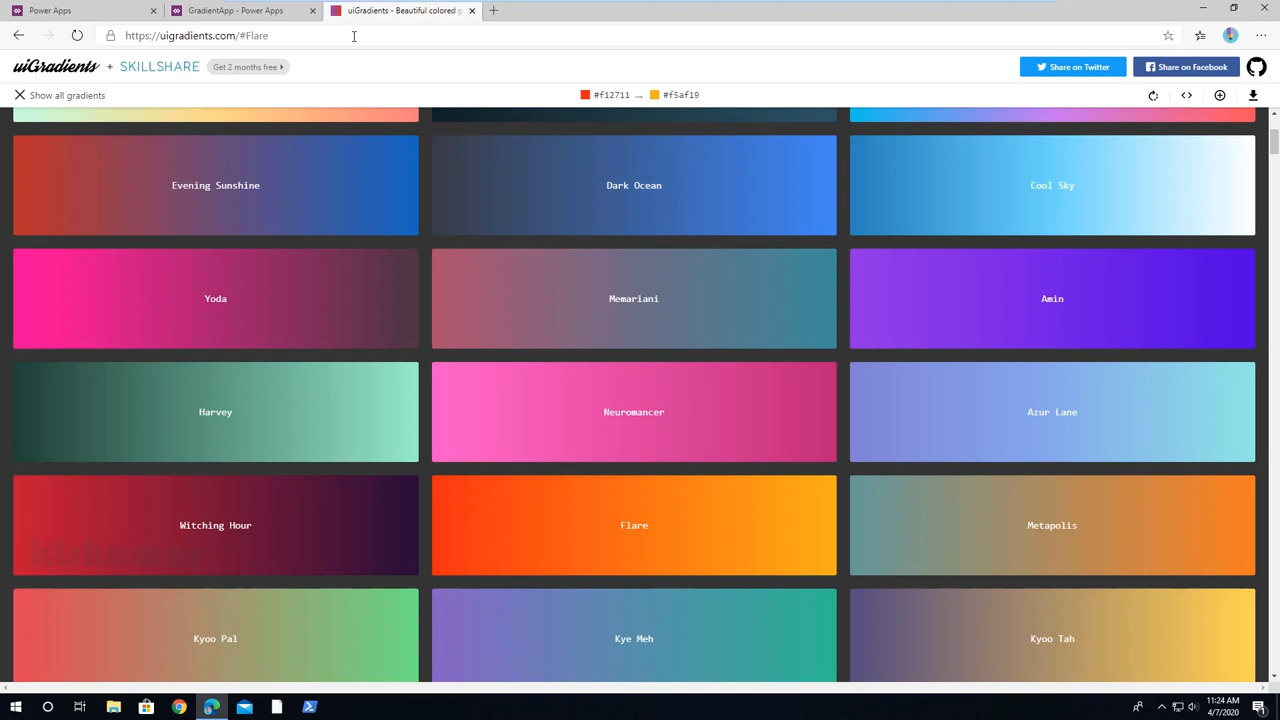 Power Apps
GradientApp - Power Apps
uiGradients - Beautiful colored g
https://uigradients.com/#Flare
uiGradients + SKILLSHARE Get 2 months free
Share on Twitter
Share on Facebook
Show all gradients
#f12711 → #f5af19
Evening Sunshine
Dark Ocean
Cool Sky
Yoda
Memariani
Amin
Harvey
Neuromancer
Azur Lane
Witching Hour
Flare
Metapolis
Kyoo Pal
Kye Meh
Kyoo Tah
11:24 AM
4/7/2020
1